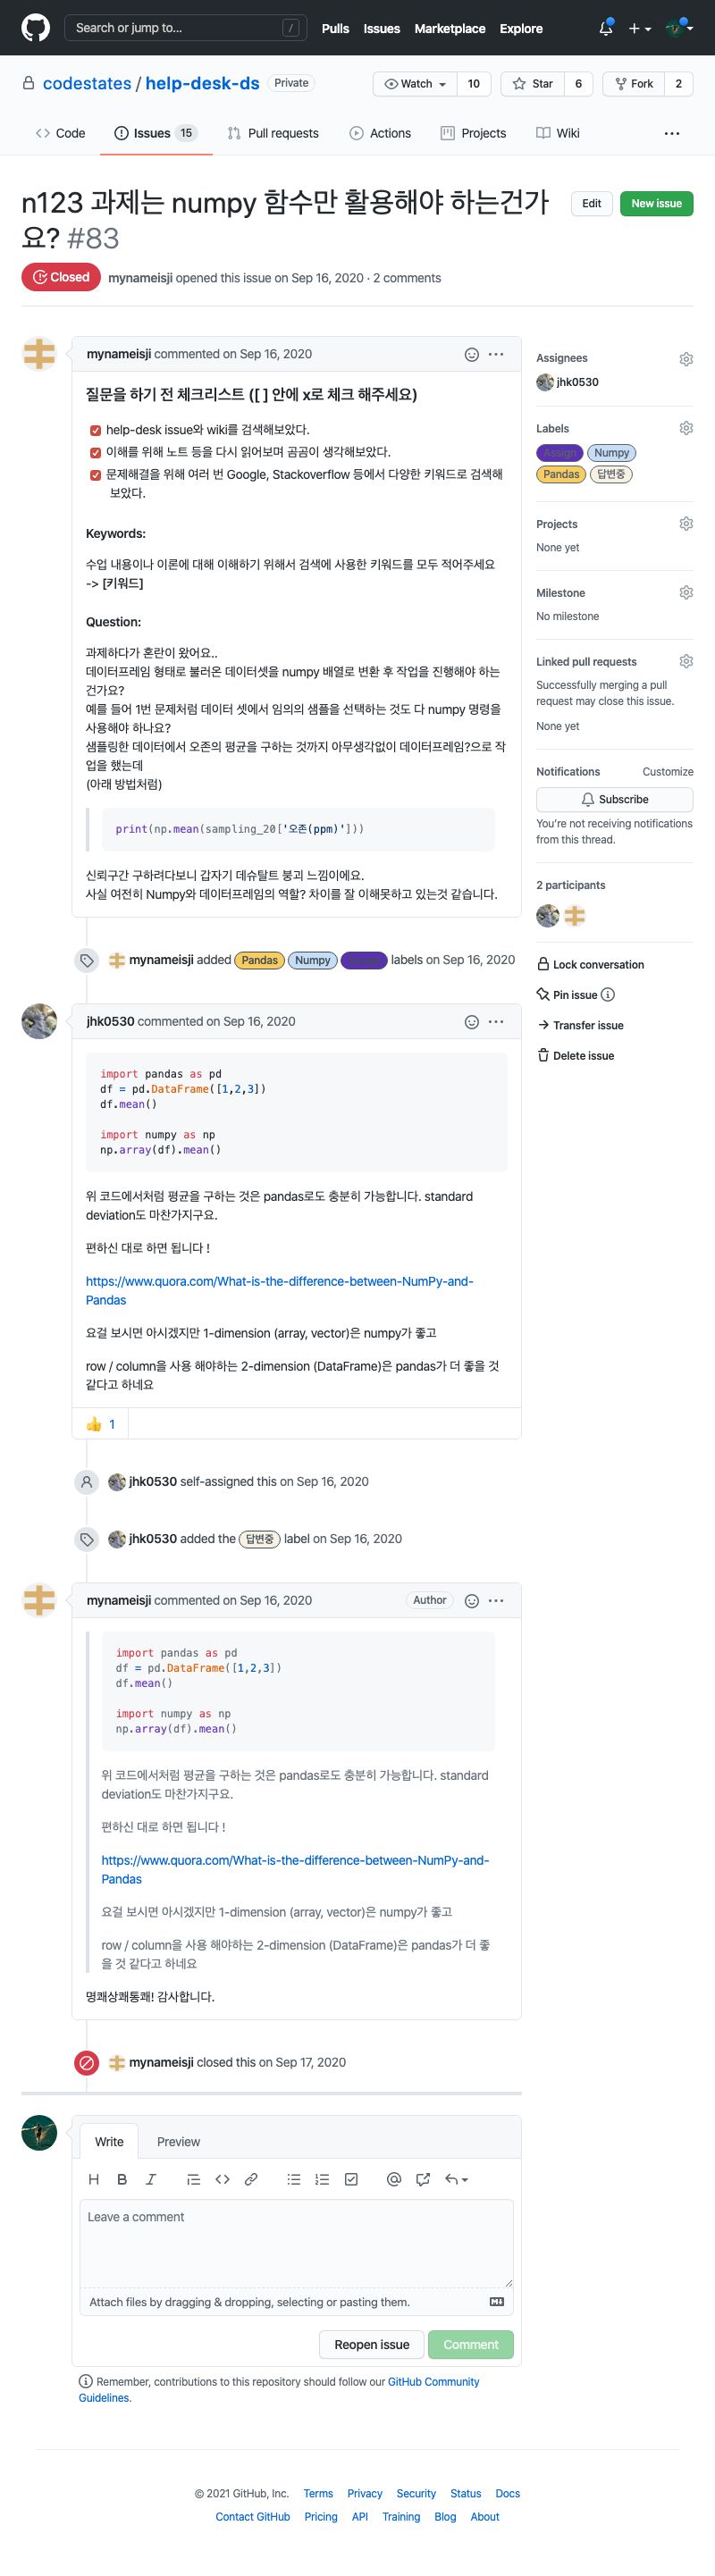 Search or jump to...
/
Pulls Issues Marketplace Explore
codestates / help-desk-ds Private
Watch 10 Star 6 Fork 2
Code Issues 15 Pull requests Actions Projects Wiki ...
n123 과제는 numpy 함수만 활용해야 하는건가
요? #83
Edit New issue
Closed mynameisji opened this issue on Sep 16, 2020 · 2 comments
mynameisji commented on Sep 16, 2020
질문을 하기 전 체크리스트 ([ ] 안에 x로 체크 해주세요)
help-desk issue와 wiki를 검색해보았다.
이해를 위해 노트 등을 다시 읽어보며 곰곰이 생각해보았다.
문제해결을 위해 여러 번 Google, Stackoverflow 등에서 다양한 키워드로 검색해
보았다.
Keywords:
수업 내용이나 이론에 대해 이해하기 위해서 검색에 사용한 키워드를 모두 적어주세요
-> [키워드]
Question:
과제하다가 혼란이 왔어요..
데이터프레임 형태로 불러온 데이터셋을 numpy 배열로 변환 후 작업을 진행해야 하는
건가요?
예를 들어 1번 문제처럼 데이터 셋에서 임의의 샘플을 선택하는 것도 다 numpy 명령을
사용해야 하나요?
샘플링한 데이터에서 오존의 평균을 구하는 것까지 아무생각없이 데이터프레임?으로 작
업을 했는데
(아래 방법처럼)
print(np.mean(sampling_20['오존(ppm)']))
신뢰구간 구하려다보니 갑자기 데슈탈트 붕괴 느낌이에요.
사실 여전히 Numpy와 데이터프레임의 역할? 차이를 잘 이해못하고 있는것 같습니다.
mynameisji added Pandas Numpy labels on Sep 16, 2020
jhk0530 commented on Sep 16, 2020
import pandas as pd
df = pd.DataFrame([1,2,3])
df.mean()
import numpy as np
np.array(df).mean()
위 코드에서처럼 평균을 구하는 것은 pandas로도 충분히 가능합니다. standard
deviation도 마찬가지구요.
편하신 대로 하면 됩니다 !
https://www.quora.com/What-is-the-difference-between-NumPy-and-
Pandas
요걸 보시면 아시겠지만 1-dimension (array, vector)은 numpy가 좋고
row / column을 사용 해야하는 2-dimension (DataFrame)은 pandas가 더 좋을 것
같다고 하네요
👍 1
jhk0530 self-assigned this on Sep 16, 2020
jhk0530 added the 답변중 label on Sep 16, 2020
mynameisji commented on Sep 16, 2020 Author
import pandas as pd
df = pd.DataFrame([1,2,3])
df.mean()
import numpy as np
np.array(df).mean()
위 코드에서처럼 평균을 구하는 것은 pandas로도 충분히 가능합니다. standard
deviation도 마찬가지구요.
편하신 대로 하면 됩니다 !
https://www.quora.com/What-is-the-difference-between-NumPy-and-
Pandas
요걸 보시면 아시겠지만 1-dimension (array, vector)은 numpy가 좋고
row / column을 사용 해야하는 2-dimension (DataFrame)은 pandas가 더 좋
을 것 같다고 하네요
명쾌상쾌통쾌! 감사합니다.
mynameisji closed this on Sep 17, 2020
Write Preview
Leave a comment
Attach files by dragging & dropping, selecting or pasting them.
Reopen issue Comment
Remember, contributions to this repository should follow our GitHub Community
Guidelines.
Assignees
jhk0530
Labels
Assign Numpy
Pandas 답변중
Projects
None yet
Milestone
No milestone
Linked pull requests
Successfully merging a pull
request may close this issue.
None yet
Notifications Customize
Subscribe
You're not receiving notifications
from this thread.
2 participants
Lock conversation
Pin issue
Transfer issue
Delete issue
© 2021 GitHub, Inc. Terms Privacy Security Status Docs
Contact GitHub Pricing API Training Blog About